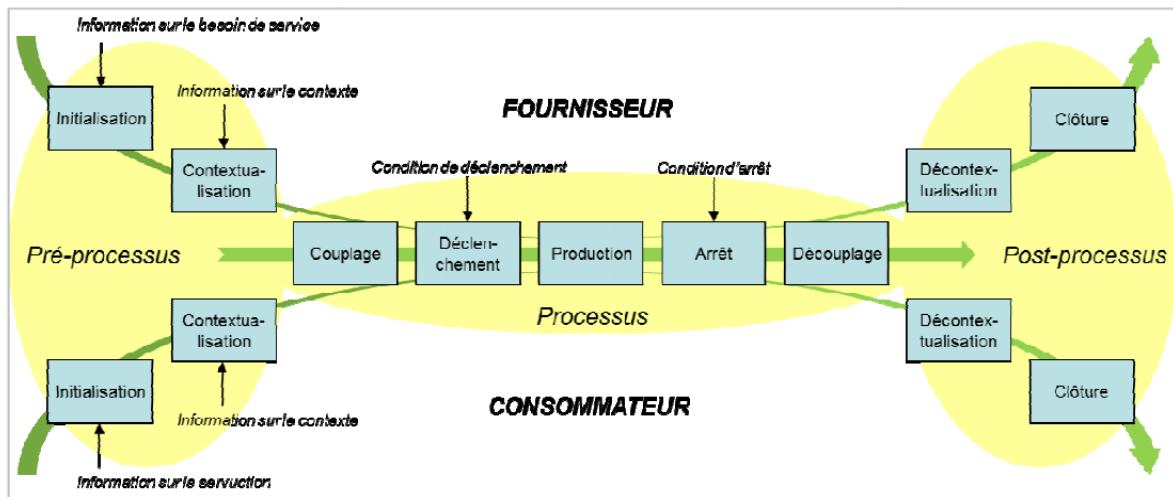 Information sur le besoin de service
Initialisation
Information sur le contexte
Contextua-
lisation
FOURNISSEUR
Clôture
Décontex-
tualisation
Condition de déclenchement
Condition d'arrêt
Pré-processus
Couplage
Déclen-
chement
Production
Arrêt
Découplage
Post-processus
Processus
Contextua-
lisation
Initialisation
Information sur le contexte
Information sur le servuction
CONSOMMATEUR
Décontex-
tualisation
Clôture